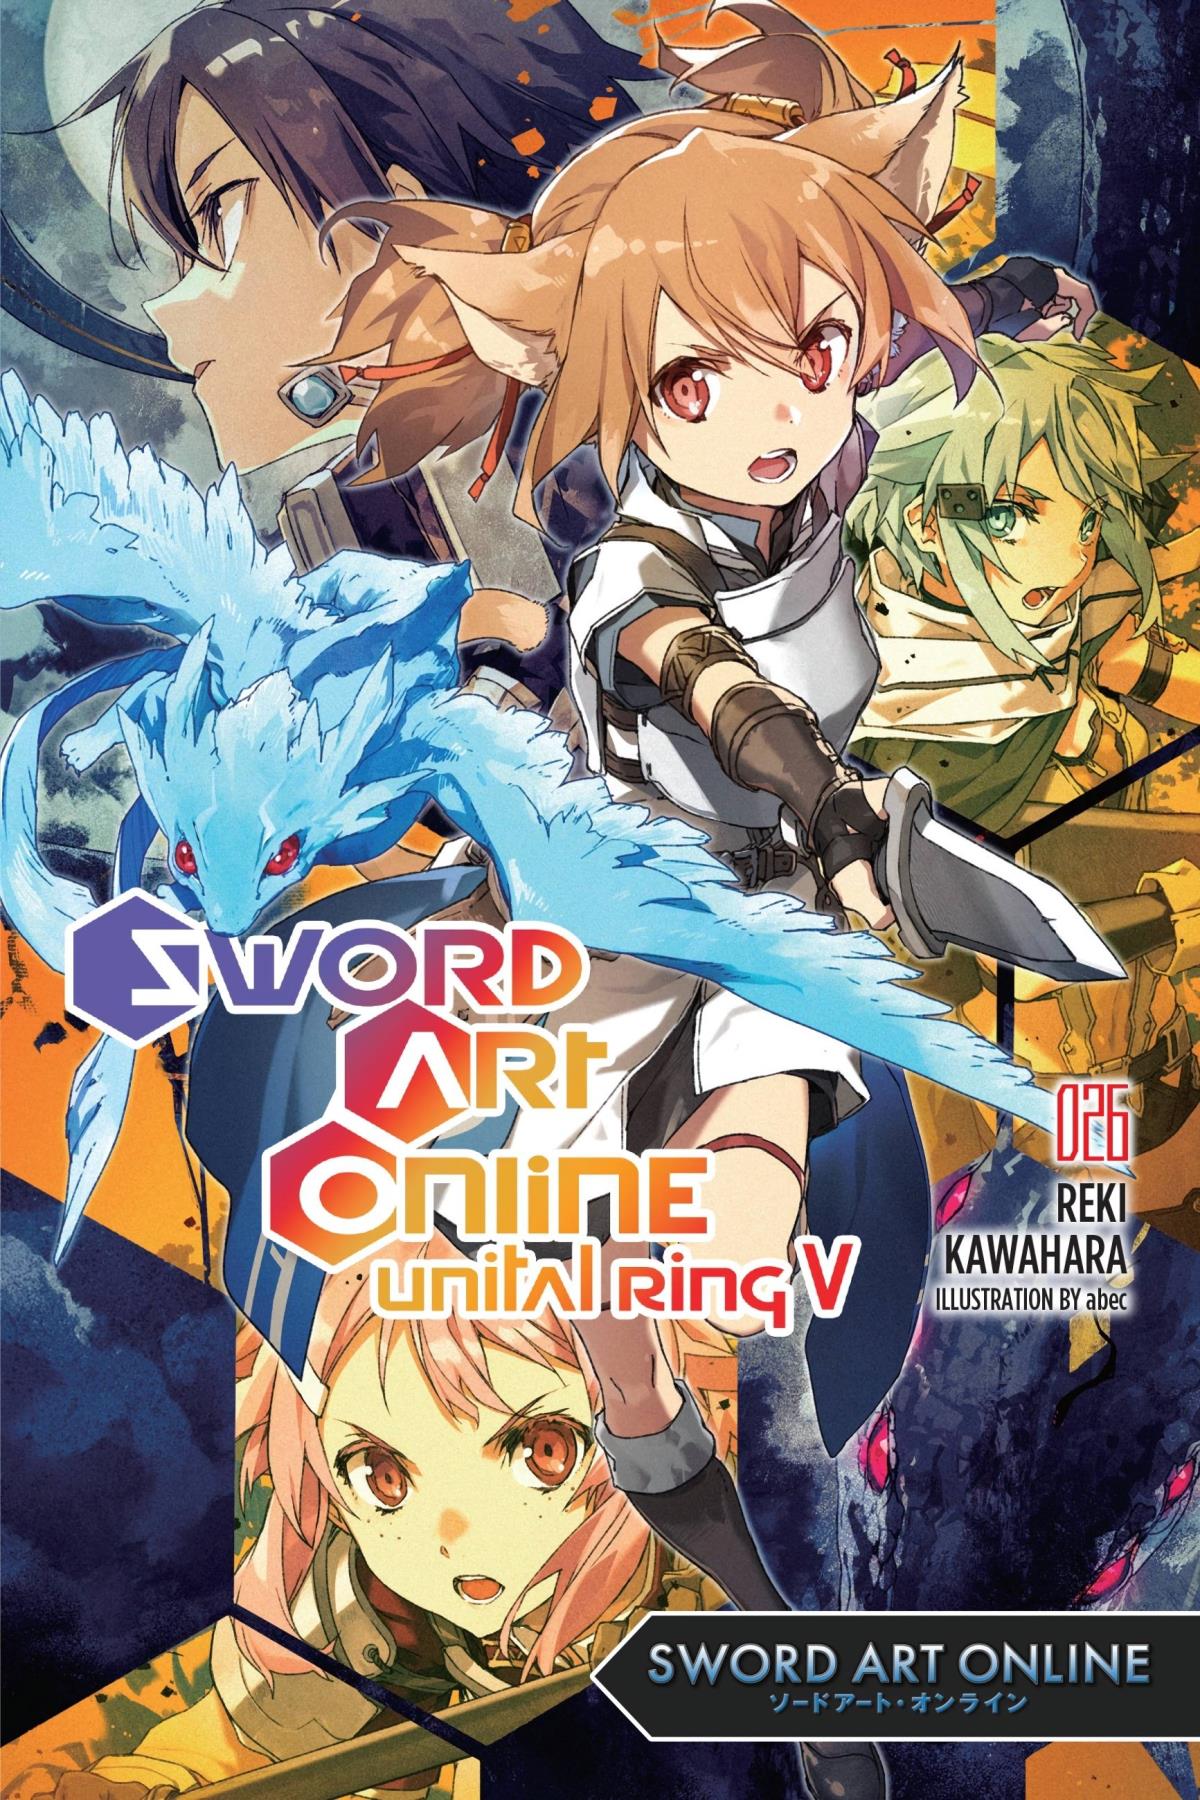 SWORD
ART
ONLINE
unital ring V
026
REKI
KAWAHARA
ILLUSTRATION BY abec
SWORD ART ONLINE
ソードアート・オンライン